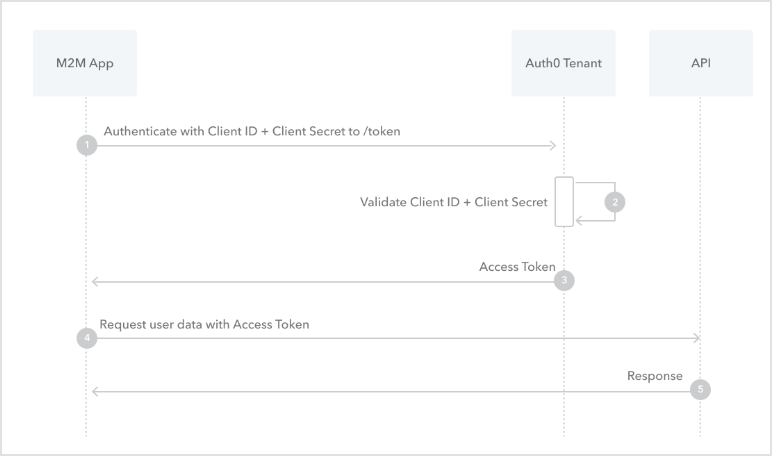 M2M App
Auth0 Tenant
API
Authenticate with Client ID + Client Secret to /token
1
Validate Client ID + Client Secret
2
Access Token
3
Request user data with Access Token
4
Response
5